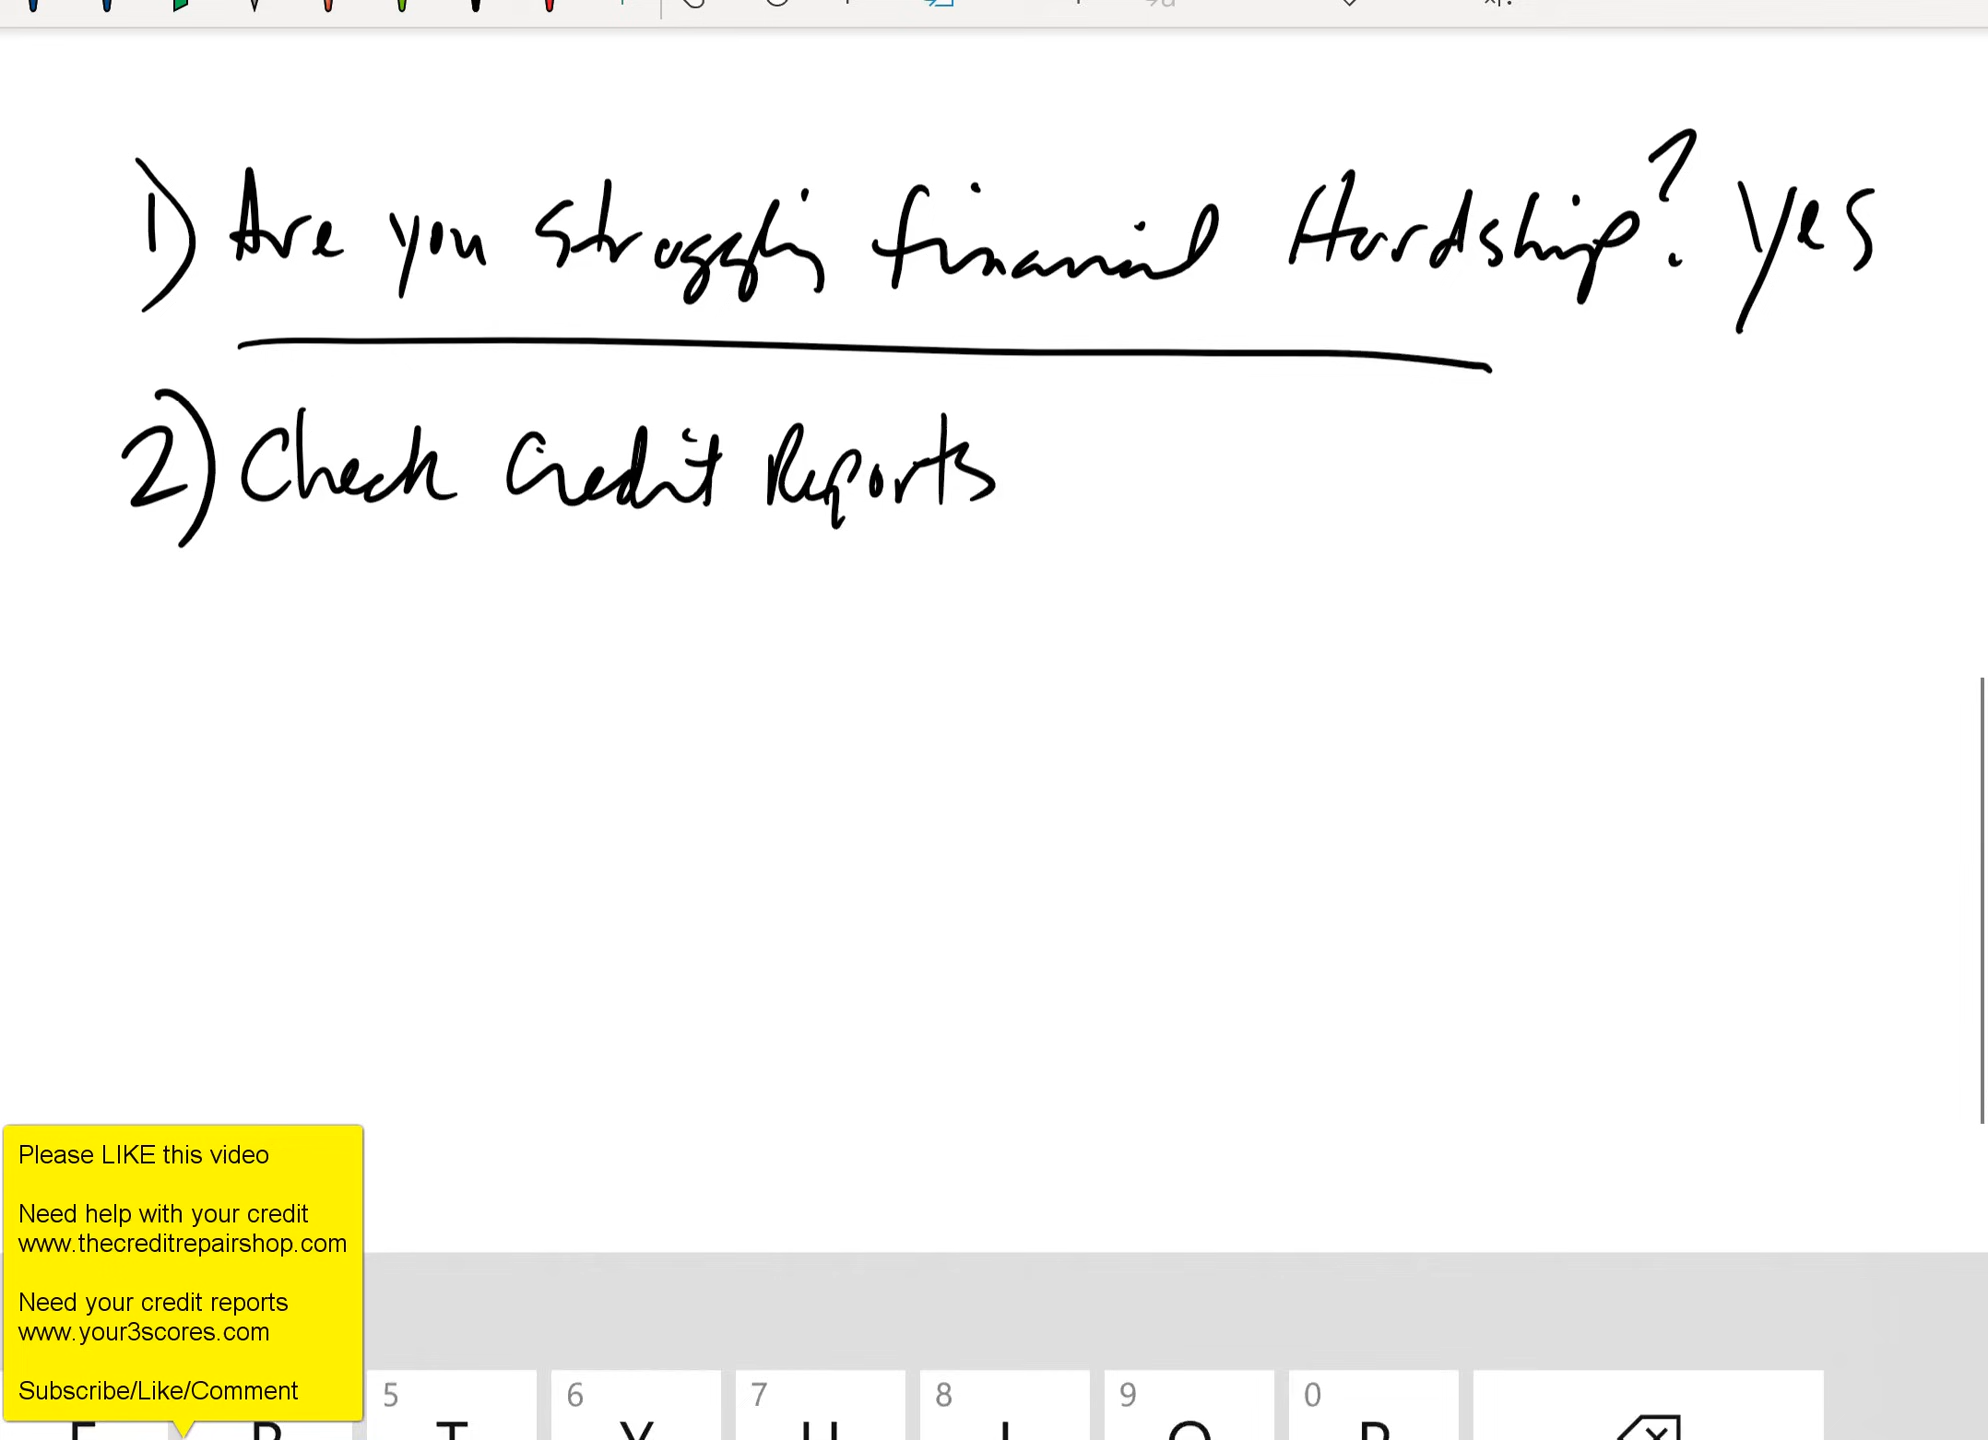 1) Are you struggling financial Hardship? Yes
2) Check Credit Reports
Please LIKE this video
Need help with your credit
www.thecreditrepairshop.com
Need your credit reports
www.your3scores.com
Subscribe/Like/Comment
5 6 7 8 9 0